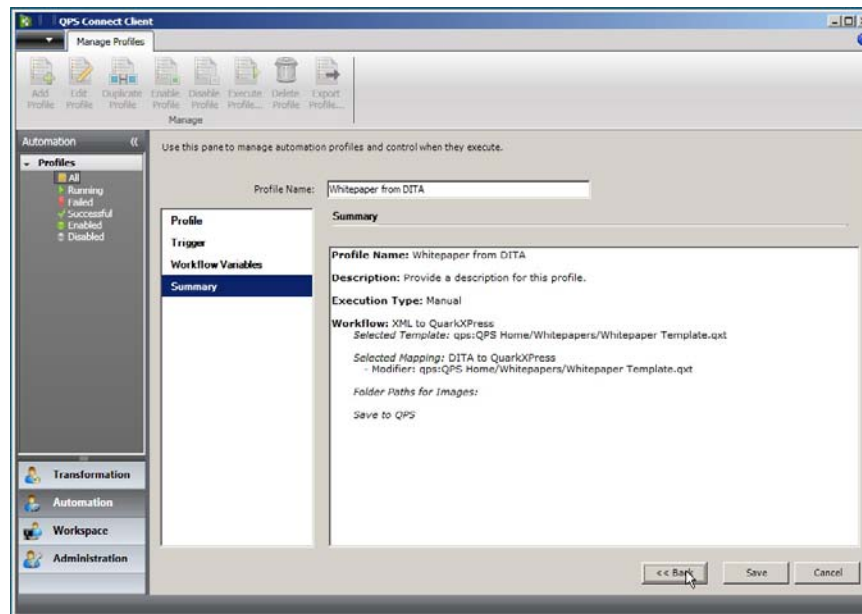 QPS Connect Client
Manage Profiles
Add Profile
Edit Profile
Duplicate Profile
Enable Profile
Disable Profile
Execute Profile...
Delete Profile
Export Profile...
Manage
Automation
Profiles
All
Running
Failed
Successful
Enabled
Disabled
Transformation
Automation
Workspace
Administration
Use this pane to manage automation profiles and control when they execute.
Profile Name: Whitepaper from DITA
Profile
Trigger
Workflow Variables
Summary
Summary
Profile Name: Whitepaper from DITA
Description: Provide a description for this profile.
Execution Type: Manual
Workflow: XML to QuarkXPress
Selected Template: qps:QPS Home/Whitepapers/Whitepaper Template.qxt
Selected Mapping: DITA to QuarkXPress
- Modifier: qps:QPS Home/Whitepapers/Whitepaper Template.qxt
Folder Paths for Images:
Save to QPS
<< Back
Save
Cancel